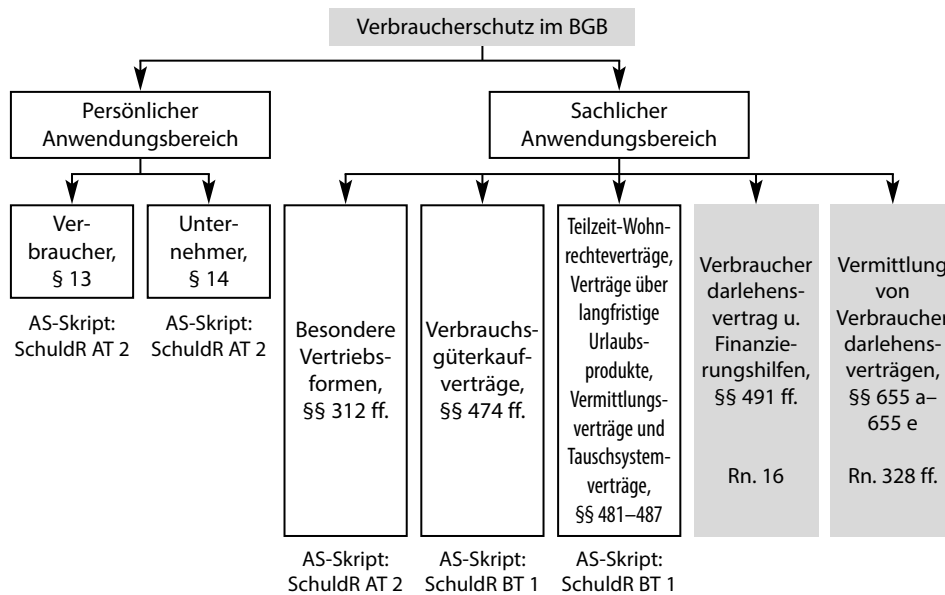 Verbraucherschutz im BGB
Persönlicher
Anwendungsbereich
Sachlicher
Anwendungsbereich
Ver-
braucher,
§ 13
AS-Skript:
SchuldR AT 2
Unter-
nehmer,
§ 14
AS-Skript:
SchuldR AT 2
Besondere
Vertriebs-
formen,
§§ 312 ff.
AS-Skript:
SchuldR AT 2
Verbrauchs-
güterkauf-
verträge,
§§ 474 ff.
AS-Skript:
SchuldR BT 1
Teilzeit-Wohn-
rechteverträge,
Verträge über
langfristige
Urlaubs-
produkte,
Vermittlungs-
verträge und
Tauschsystem-
verträge,
§§ 481–487
AS-Skript:
SchuldR BT 1
Verbraucher
darlehens-
vertrag u.
Finanzie-
rungshilfen,
§§ 491 ff.
Rn. 16
Vermittlung
von
Verbraucher
darlehens-
verträgen,
§§ 655 a–
655 e
Rn. 328 ff.